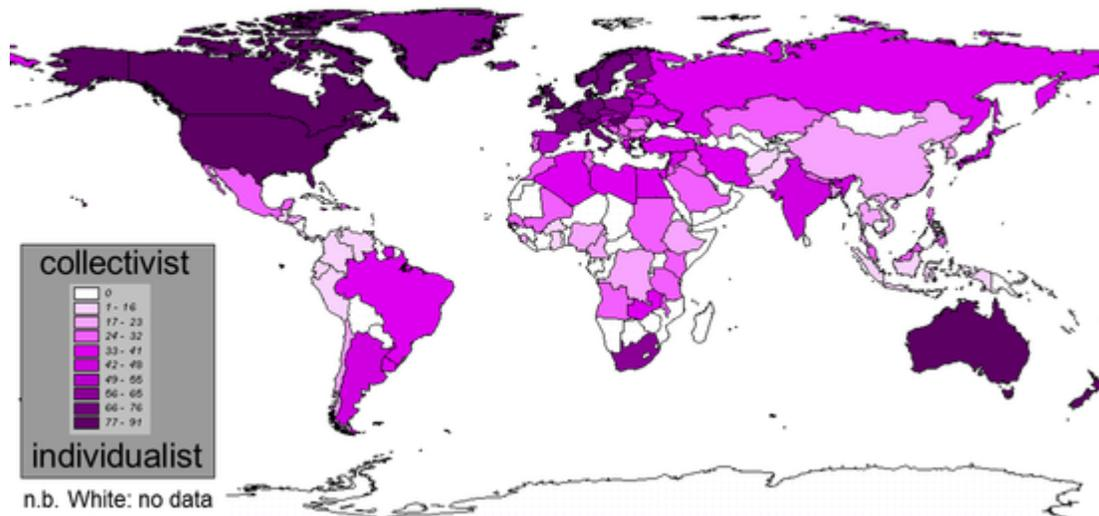 collectivist
0
1 - 16
17 - 23
24 - 32
33 - 41
42 - 48
49 - 55
56 - 65
66 - 76
77 - 91
individualist
n.b. White: no data